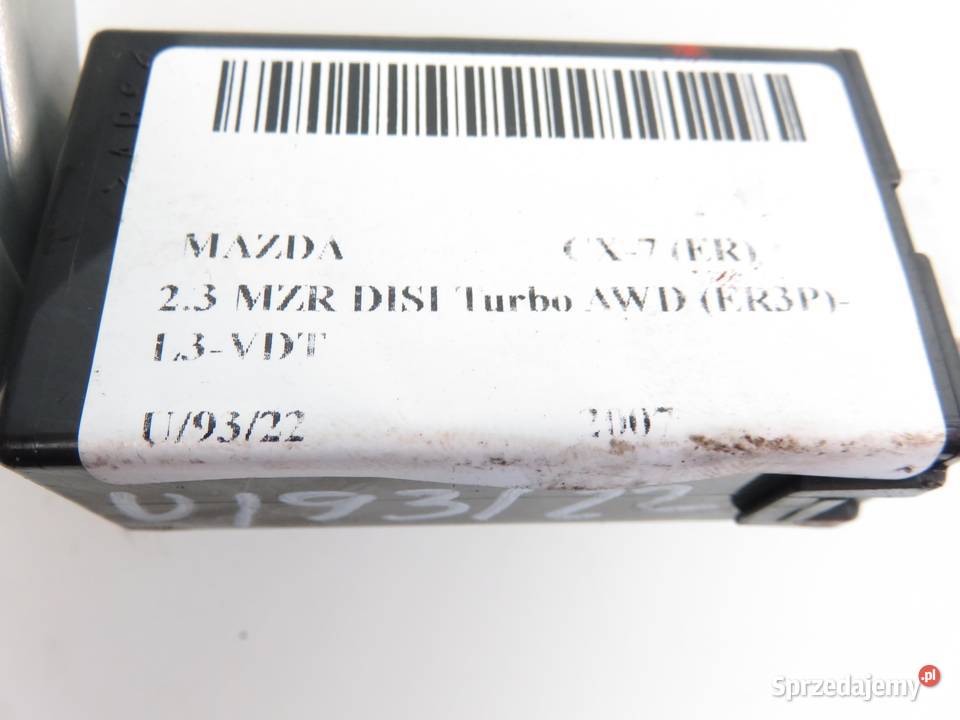 MAZDA CX-7 (ER)
2.3 MZR DISI Turbo AWD (ER3P)-
L3-VDT
U/93/22 2007
U/93/22
Sprzedajemy.pl